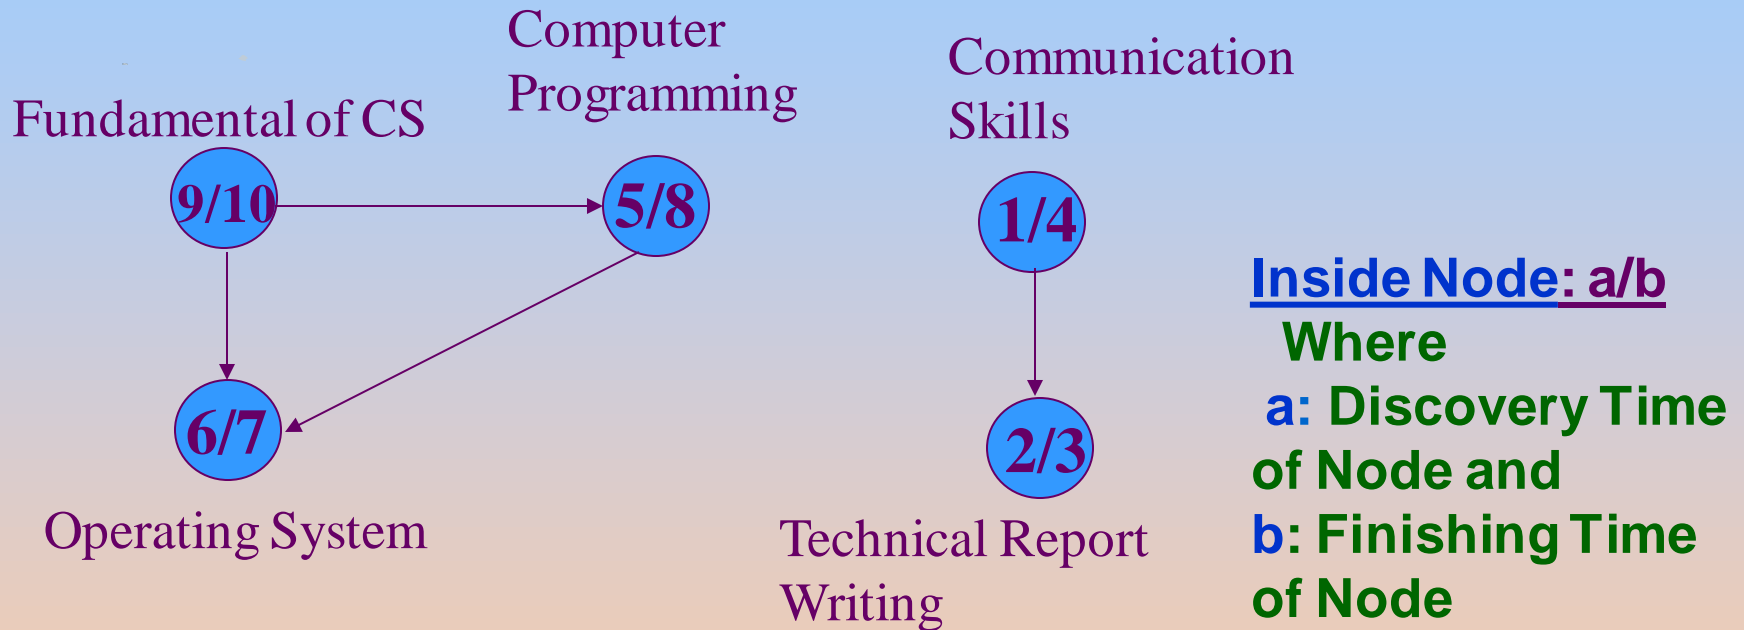 Computer
Programming
Communication
Skills
Fundamental of CS
9/10
5/8
1/4
6/7
2/3
Operating System
Technical Report
Writing
Inside Node: a/b
Where
a: Discovery Time
of Node and
b: Finishing Time
of Node